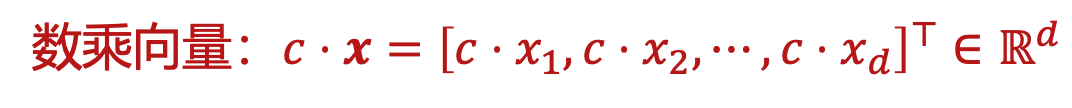 数乘向量：c · x = [c · x₁, c · x₂, ⋯ , c · x_d]^⊤ ∈ ℝ^d